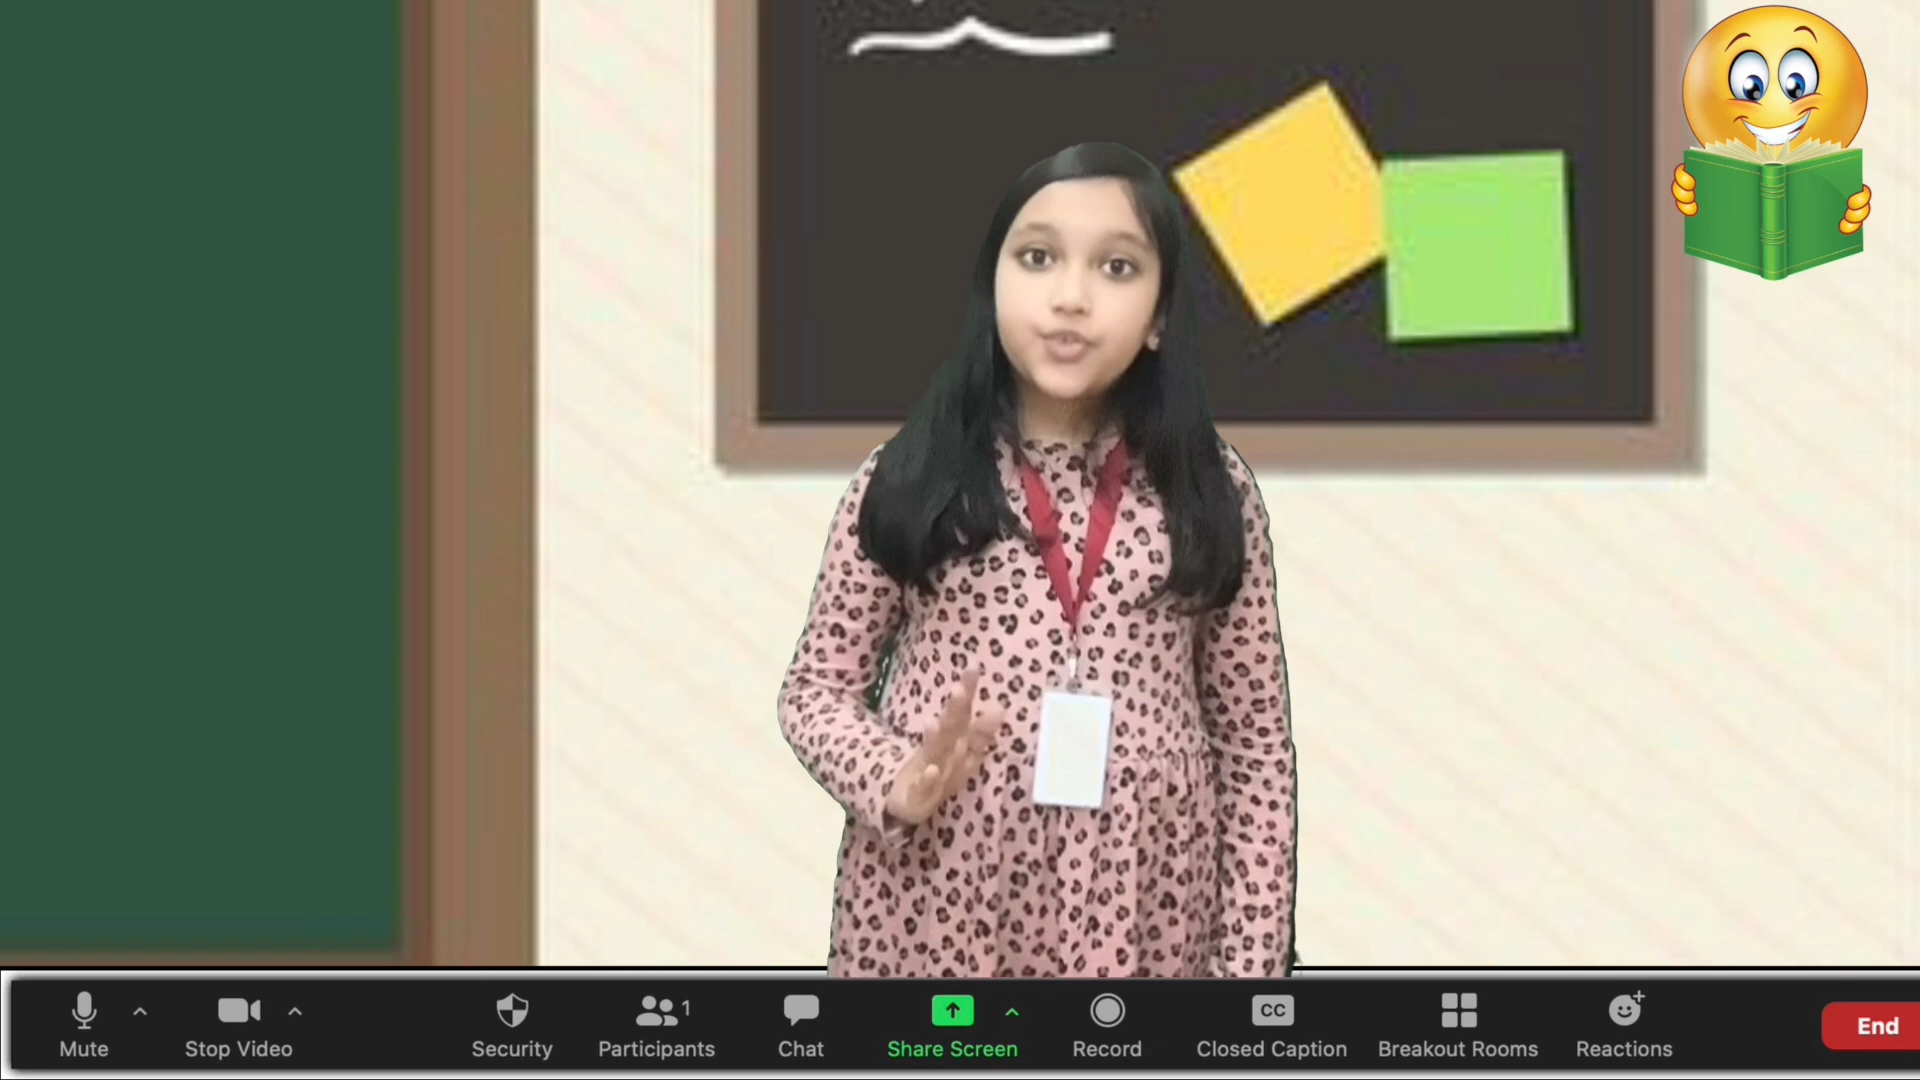 1
CC
Mute
Stop Video
Security
Participants
Chat
Share Screen
Record
Closed Caption
Breakout Rooms
Reactions
End